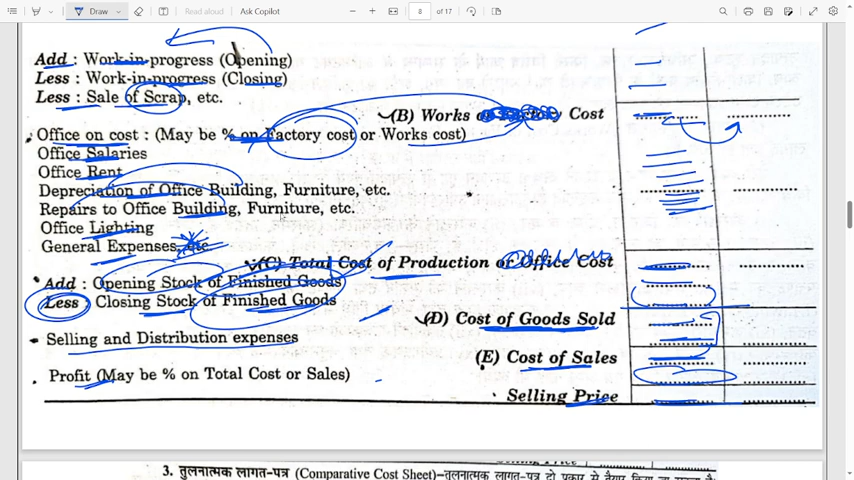 Draw
8 of 17
Read aloud
Ask Copilot
Add : Work-in-progress (Opening)
Less : Work-in-progress (Closing)
Less : Sale of Scrap, etc.
(B) Works or Factory Cost
Office on cost : (May be % on Factory cost or Works cost)
Office Salaries
Office Rent
Depreciation of Office Building, Furniture, etc.
Repairs to Office Building, Furniture, etc.
Office Lighting
General Expenses, etc.
(C) Total Cost of Production or Office Cost
Add : Opening Stock of Finished Goods
Less Closing Stock of Finished Goods
(D) Cost of Goods Sold
Selling and Distribution expenses
(E) Cost of Sales
Profit (May be % on Total Cost or Sales)
Selling Price
3. तुलनात्मक लागत-पत्र (Comparative Cost Sheet)–तुलनात्मक लागत-पत्र दो प्रकार से तैयार किया जा सकता है